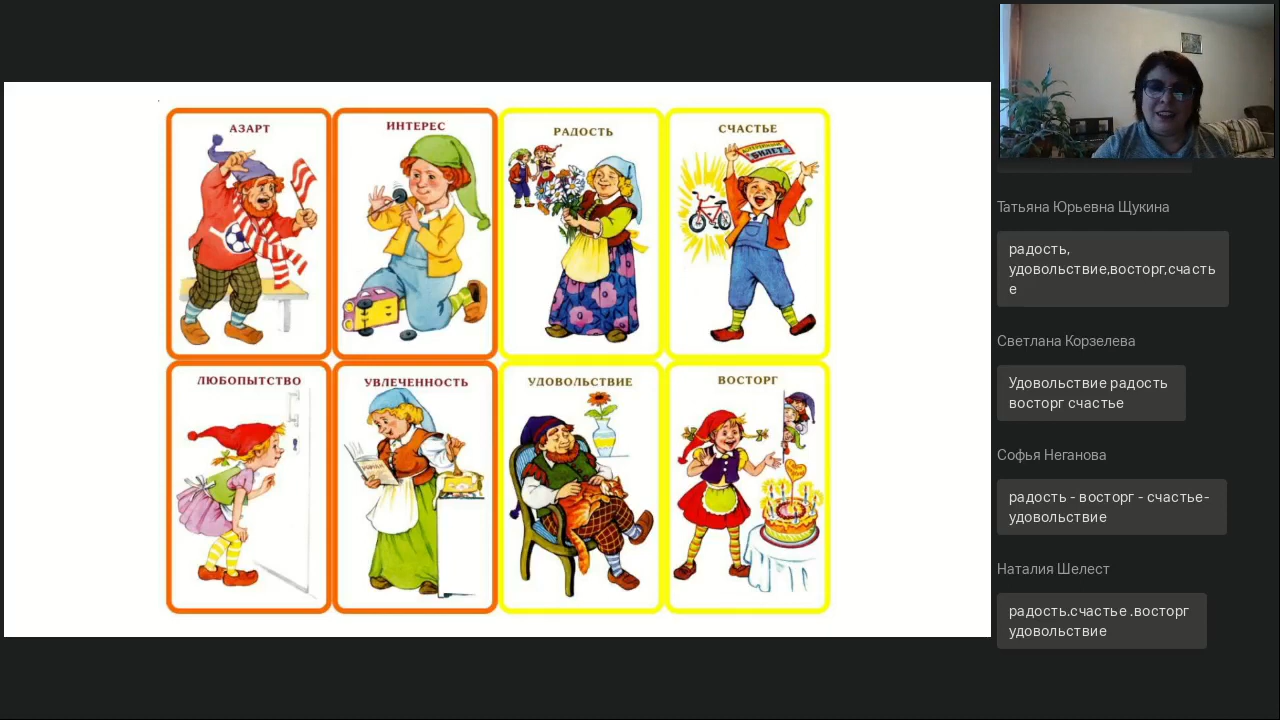 АЗАРТ
ИНТЕРЕС
РАДОСТЬ
СЧАСТЬЕ
БИЛЕТ
ЛЮБОПЫТСТВО
УВЛЕЧЕННОСТЬ
УДОВОЛЬСТВИЕ
ВОСТОРГ
Татьяна Юрьевна Щукина
радость,
удовольствие,восторг,счасть
е
Светлана Корзелева
Удовольствие радость
восторг счастье
Софья Неганова
радость - восторг - счастье-
удовольствие
Наталия Шелест
радость.счастье .восторг
удовольствие